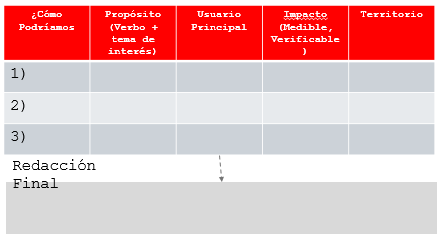 ¿Cómo Podríamos
Propósito (Verbo + tema de interés)
Usuario Principal
Impacto (Medible, Verificable)
Territorio
1)
2)
3)
Redacción
Final